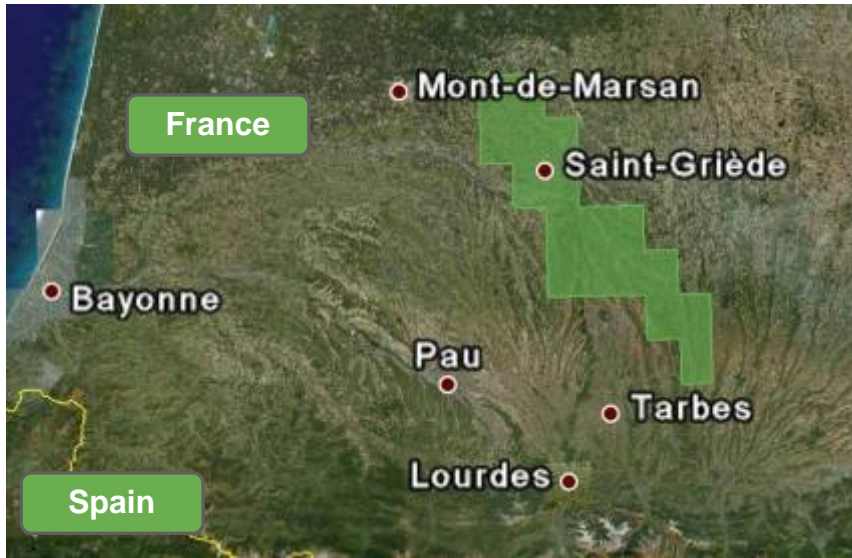 Mont-de-Marsan
France
Saint-Griède
Bayonne
Pau
Tarbes
Lourdes
Spain